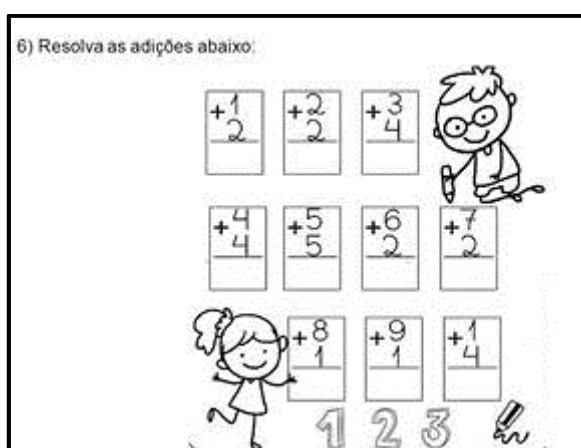 6) Resolva as adições abaixo:
+1 +2 +3
2 2 4
+4 +5 +6 +7
4 5 2 2
+8 +9 +1
1 1 4
1 2 3